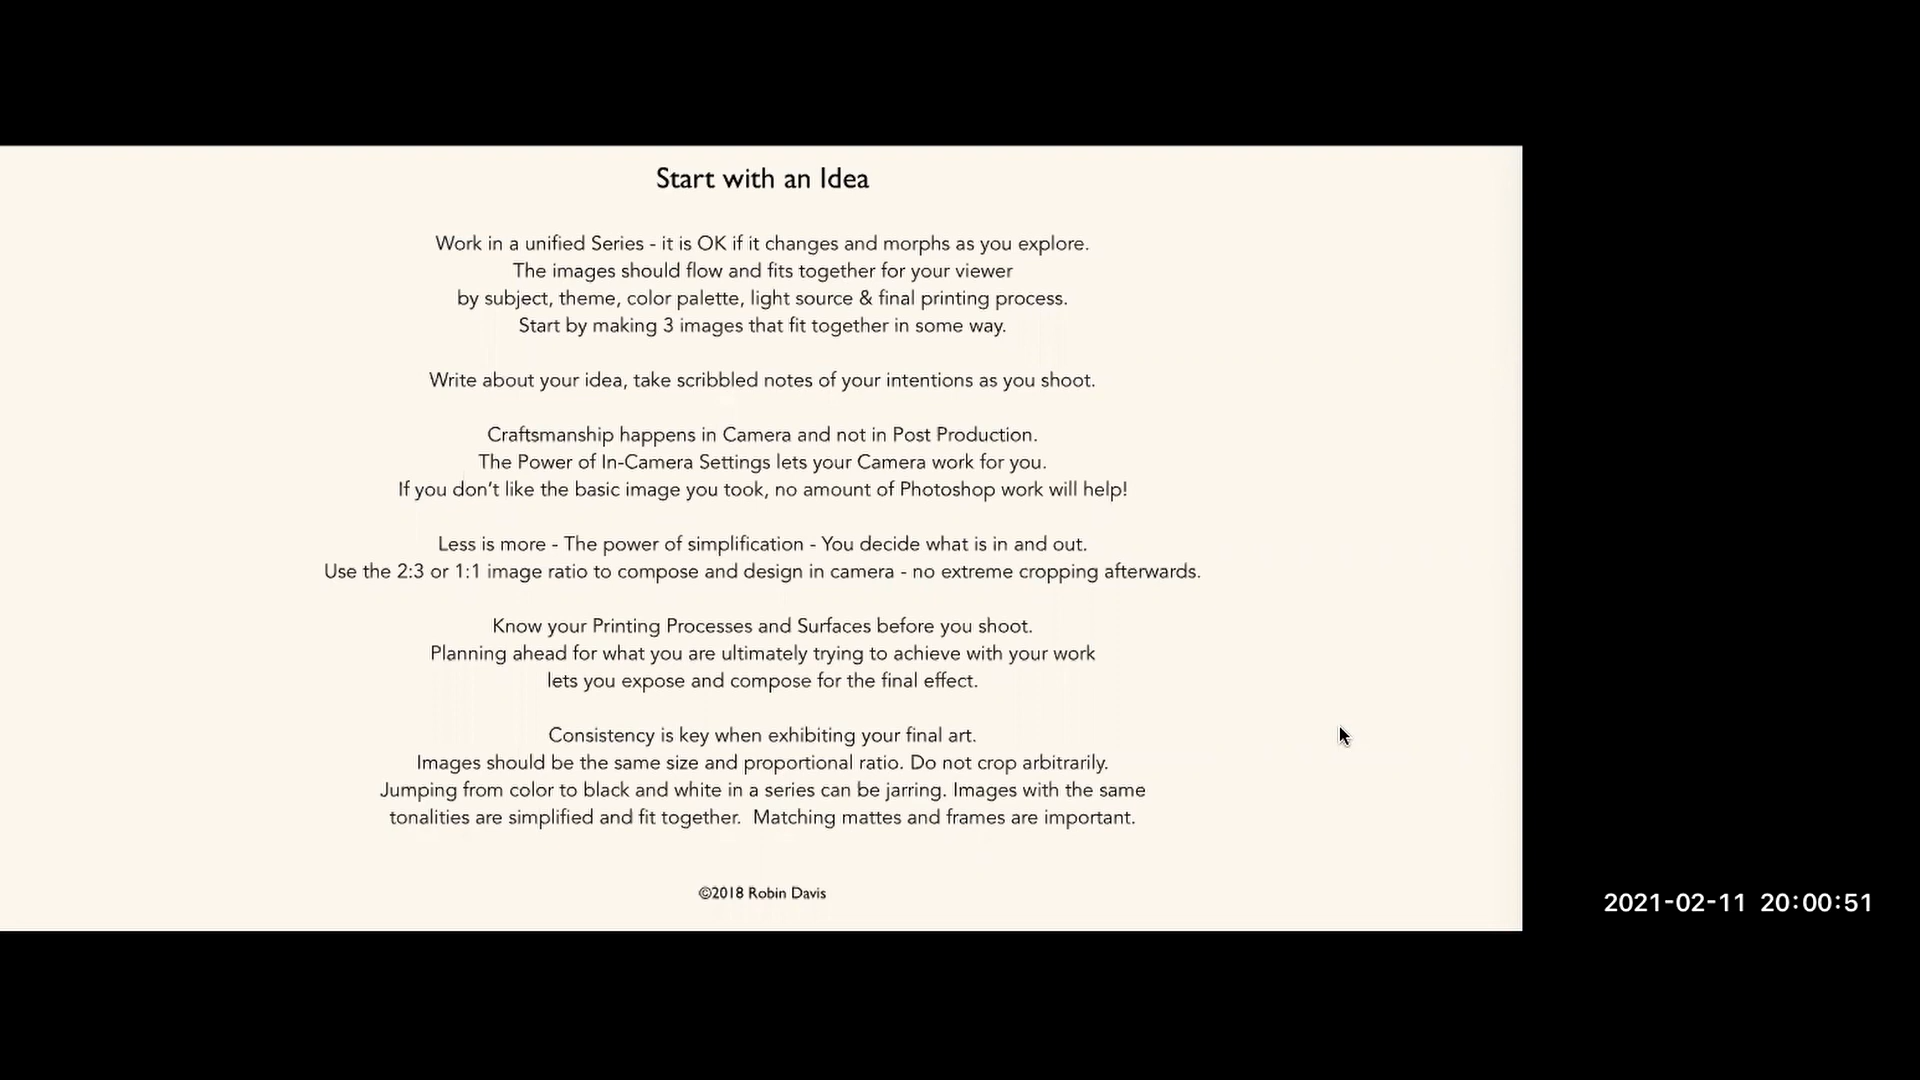 Start with an Idea
Work in a unified Series - it is OK if it changes and morphs as you explore.
The images should flow and fits together for your viewer
by subject, theme, color palette, light source & final printing process.
Start by making 3 images that fit together in some way.
Write about your idea, take scribbled notes of your intentions as you shoot.
Craftsmanship happens in Camera and not in Post Production.
The Power of In-Camera Settings lets your Camera work for you.
If you don’t like the basic image you took, no amount of Photoshop work will help!
Less is more - The power of simplification - You decide what is in and out.
Use the 2:3 or 1:1 image ratio to compose and design in camera - no extreme cropping afterwards.
Know your Printing Processes and Surfaces before you shoot.
Planning ahead for what you are ultimately trying to achieve with your work
lets you expose and compose for the final effect.
Consistency is key when exhibiting your final art.
Images should be the same size and proportional ratio. Do not crop arbitrarily.
Jumping from color to black and white in a series can be jarring. Images with the same
tonalities are simplified and fit together.  Matching mattes and frames are important.
©2018 Robin Davis
2021-02-11 20:00:51